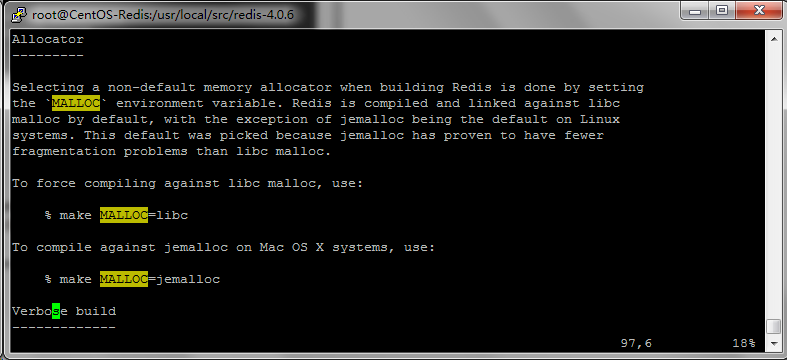 root@CentOS-Redis:/usr/local/src/redis-4.0.6
Allocator
---------
Selecting a non-default memory allocator when building Redis is done by setting
the `MALLOC` environment variable. Redis is compiled and linked against libc
malloc by default, with the exception of jemalloc being the default on Linux
systems. This default was picked because jemalloc has proven to have fewer
fragmentation problems than libc malloc.
To force compiling against libc malloc, use:
% make MALLOC=libc
To compile against jemalloc on Mac OS X systems, use:
% make MALLOC=jemalloc
Verbose build
-------------
97,6 18%